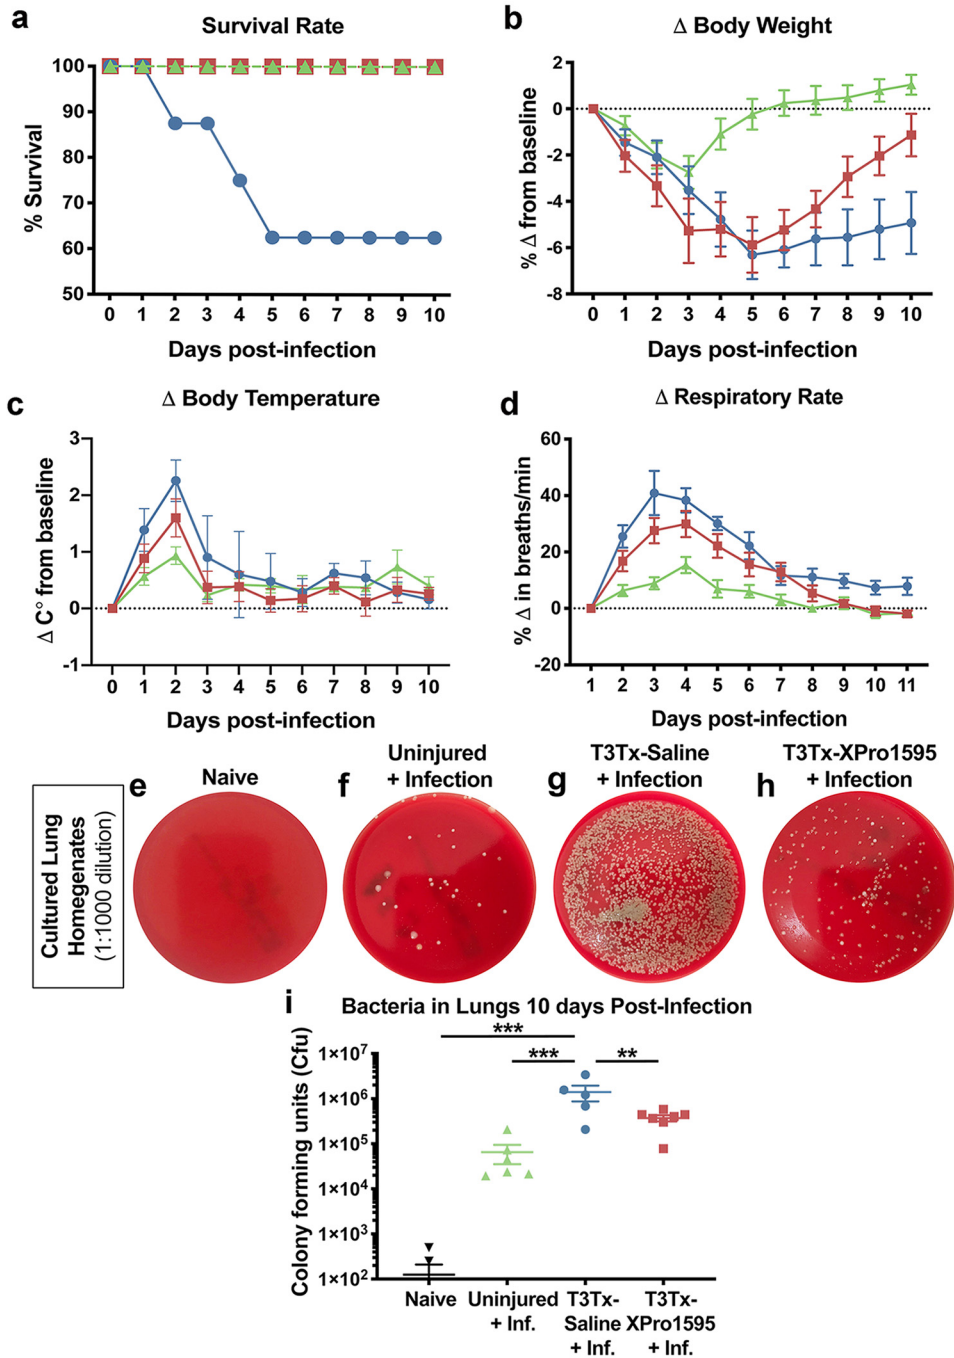 a
Survival Rate
% Survival
100
90
80
70
60
50
0 1 2 3 4 5 6 7 8 9 10
Days post-infection
b
Δ Body Weight
% Δ from baseline
2
0
-2
-4
-6
-8
0 1 2 3 4 5 6 7 8 9 10
Days post-infection
c
Δ Body Temperature
Δ C° from baseline
3
2
1
0
-1
0 1 2 3 4 5 6 7 8 9 10
Days post-infection
d
Δ Respiratory Rate
% Δ in breaths/min
60
40
20
0
-20
1 2 3 4 5 6 7 8 9 10 11
Days post-infection
Cultured Lung
Homegenates
(1:1000 dilution)
e
Naive
f
Uninjured
+ Infection
g
T3Tx-Saline
+ Infection
h
T3Tx-XPro1595
+ Infection
i
Bacteria in Lungs 10 days Post-Infection
***
*** **
Colony forming units (Cfu)
1×10⁷
1×10⁶
1×10⁵
1×10⁴
1×10³
1×10²
Naive
Uninjured
+ Inf.
T3Tx-
Saline
+ Inf.
T3Tx-
XPro1595
+ Inf.